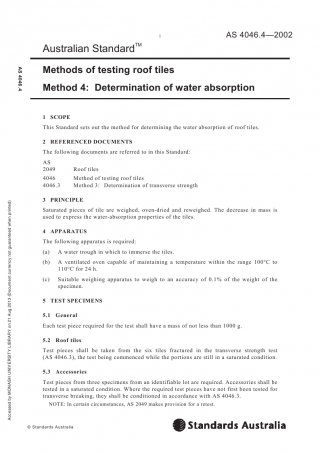 AS 4046.4—2002
Australian Standard™
AS 4046.4
Methods of testing roof tiles
Method 4: Determination of water absorption
1 SCOPE
This Standard sets out the method for determining the water absorption of roof tiles.
2 REFERENCED DOCUMENTS
The following documents are referred to in this Standard:
AS
2049 Roof tiles
4046 Method of testing roof tiles
4046.3 Method 3: Determination of transverse strength
3 PRINCIPLE
Saturated pieces of tile are weighed, oven-dried and reweighed. The decrease in mass is
used to express the water-absorption properties of the tiles.
4 APPARATUS
The following apparatus is required:
(a) A water trough in which to immerse the tiles.
(b) A ventilated oven capable of maintaining a temperature within the range 100°C to
110°C for 24 h.
(c) Suitable weighing apparatus to weigh to an accuracy of 0.1% of the weight of the
specimen.
5 TEST SPECIMENS
5.1 General
Each test piece required for the test shall have a mass of not less than 1000 g.
5.2 Roof tiles
Test pieces shall be taken from the six tiles fractured in the transverse strength test
(AS 4046.3), the test being commenced while the portions are still in a saturated condition.
5.3 Accessories
Test pieces from three specimens from an identifiable lot are required. Accessories shall be
tested in a saturated condition. Where the required test pieces have not first been tested for
transverse breaking, they shall be conditioned in accordance with AS 4046.3.
NOTE: In certain circumstances, AS 2049 makes provision for a retest.
Accessed by MONASH UNIVERSITY LIBRARY on 21 Aug 2013 (Document currency not guaranteed when printed)
© Standards Australia
Standards Australia